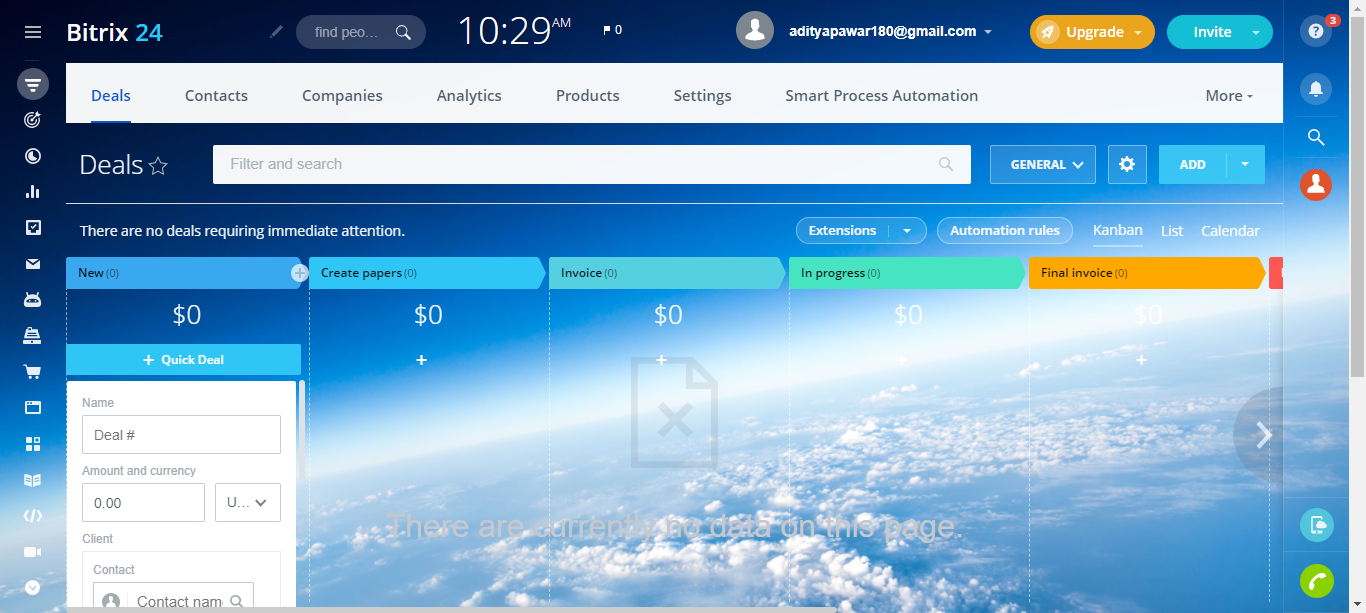 Bitrix 24
find peo...
10:29 AM
0
adityapawar180@gmail.com
Upgrade
Invite
3
Deals
Contacts
Companies
Analytics
Products
Settings
Smart Process Automation
More
Deals
Filter and search
GENERAL
ADD
There are no deals requiring immediate attention.
Extensions
Automation rules
Kanban
List
Calendar
New (0)
Create papers (0)
Invoice (0)
In progress (0)
Final invoice (0)
$0
$0
$0
$0
$0
+ Quick Deal
+
+
+
+
Name
Deal #
Amount and currency
0.00
U...
Client
Contact
Contact nam
There are currently no data on this page.